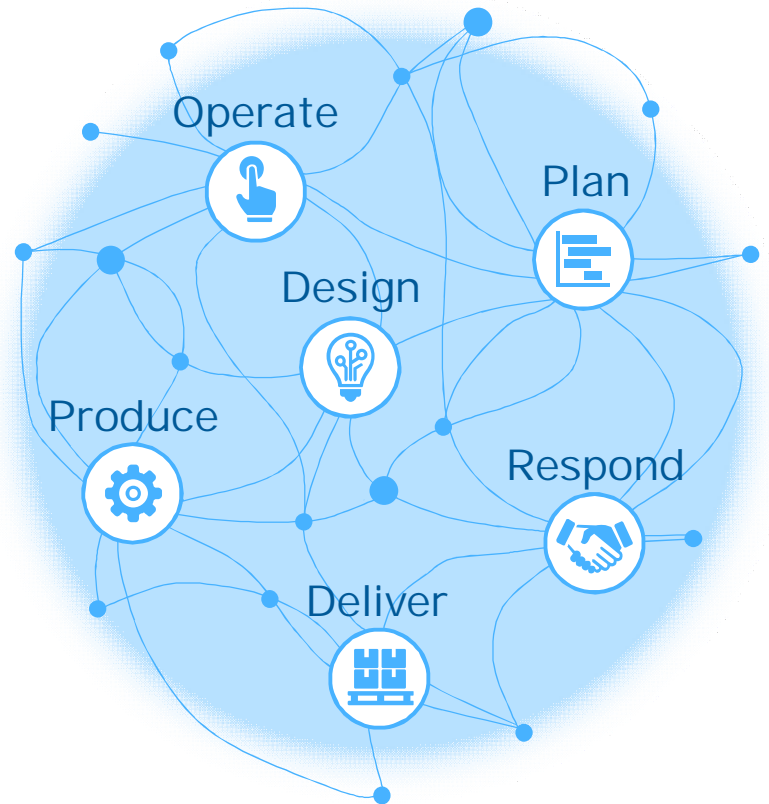 Operate
Plan
Design
Produce
Respond
Deliver